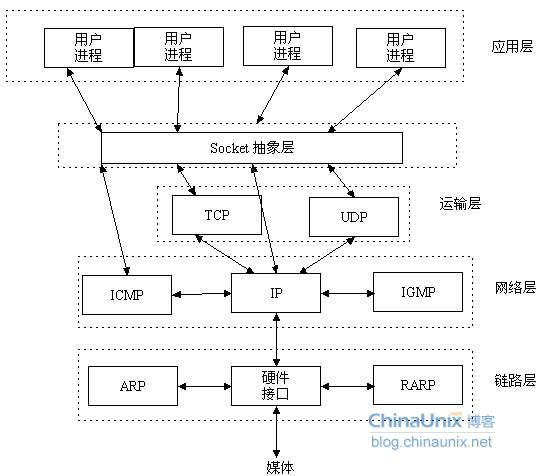 用户
进程
用户
进程
用户
进程
用户
进程
应用层
Socket 抽象层
TCP
UDP
运输层
ICMP
IP
IGMP
网络层
ARP
硬件
接口
RARP
链路层
ChinaUnix 博客
blog.chinaunix.net
媒体